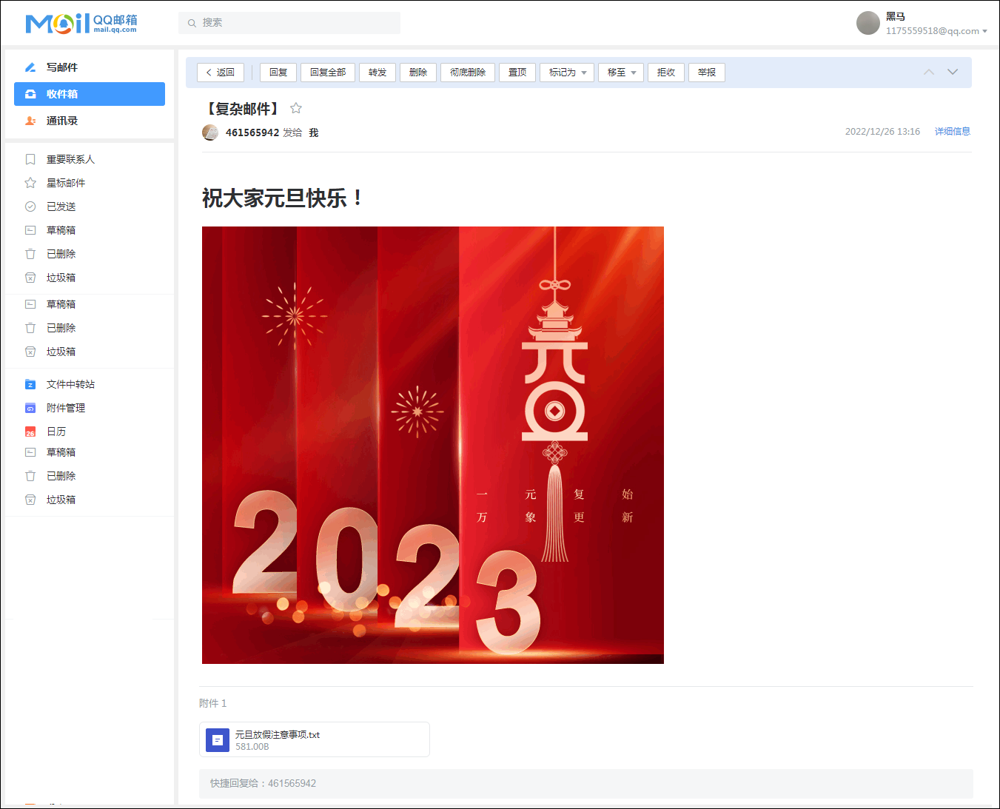 Mail QQ邮箱
mail.qq.com
搜索
黑马
1175559518@qq.com
写邮件
收件箱
通讯录
重要联系人
星标邮件
已发送
草稿箱
已删除
垃圾箱
草稿箱
已删除
垃圾箱
文件中转站
附件管理
26 日历
草稿箱
已删除
垃圾箱
返回 回复 回复全部 转发 删除 彻底删除 置顶 标记为 移至 拒收 举报
【复杂邮件】
461565942 发给 我
2022/12/26 13:16 详细信息
祝大家元旦快乐！
元旦
一元复始
万象更新
2023
附件 1
元旦放假注意事项.txt
581.00B
快捷回复给：461565942